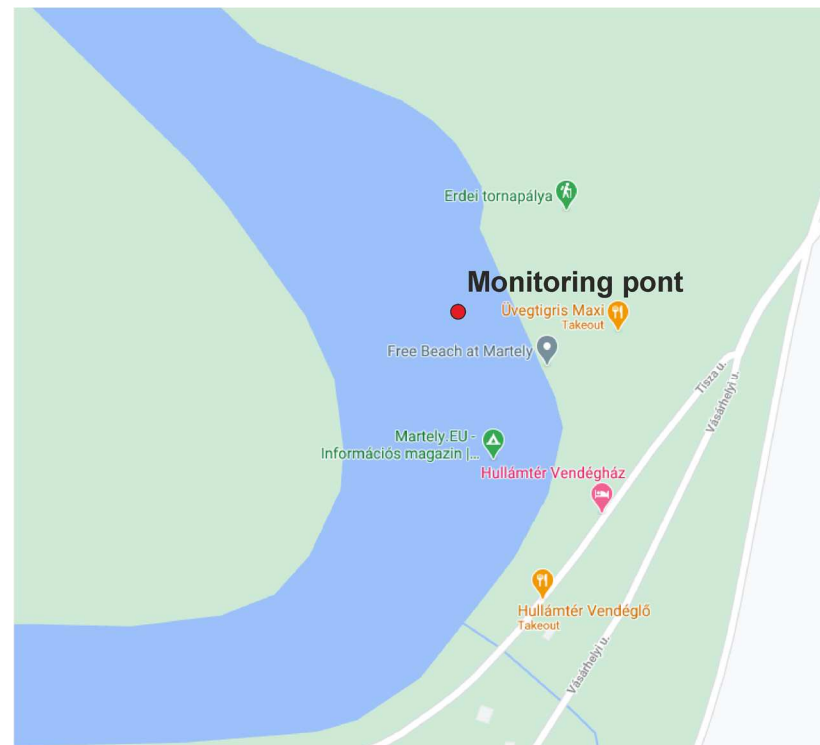 Erdei tornapálya
Monitoring pont
Üvegtigris Maxi
Takeout
Free Beach at Martely
Tisza u.
Vásárhelyi u.
Martely.EU -
Információs magazin |...
Hullámtér Vendégház
Hullámtér Vendéglő
Takeout
Vásárhelyi u.